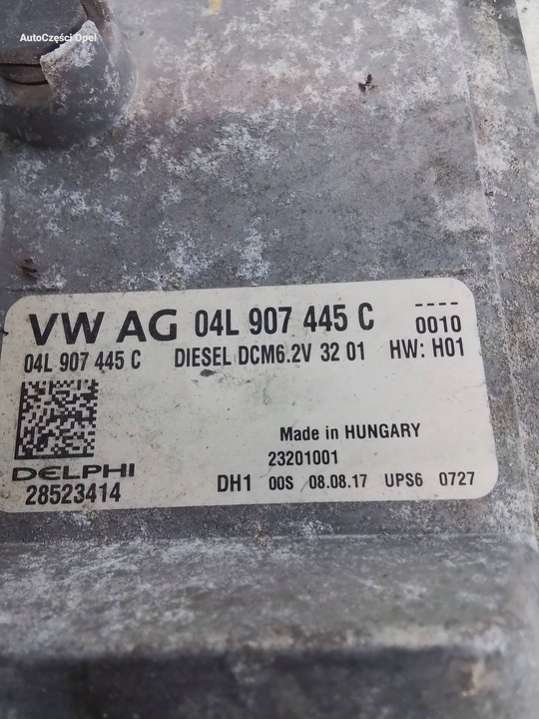 AutoCzęści Opel
VW AG 04L 907 445 C
----
0010
04L 907 445 C DIESEL DCM6.2V 32 01 HW: H01
Made in HUNGARY
23201001
DELPHI
28523414
DH1 00S 08.08.17 UPS6 0727